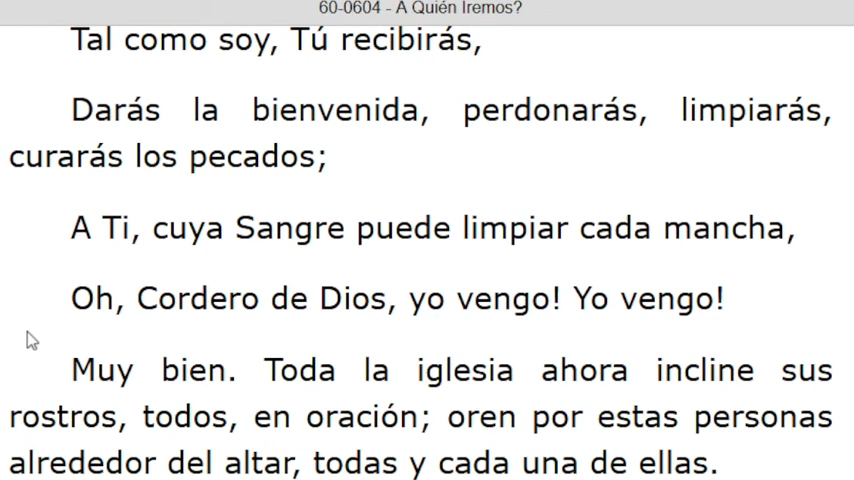 60-0604 - A Quién Iremos?
Tal como soy, Tú recibirás,
Darás la bienvenida, perdonarás, limpiarás,
curarás los pecados;
A Ti, cuya Sangre puede limpiar cada mancha,
Oh, Cordero de Dios, yo vengo! Yo vengo!
Muy bien. Toda la iglesia ahora incline sus
rostros, todos, en oración; oren por estas personas
alrededor del altar, todas y cada una de ellas.